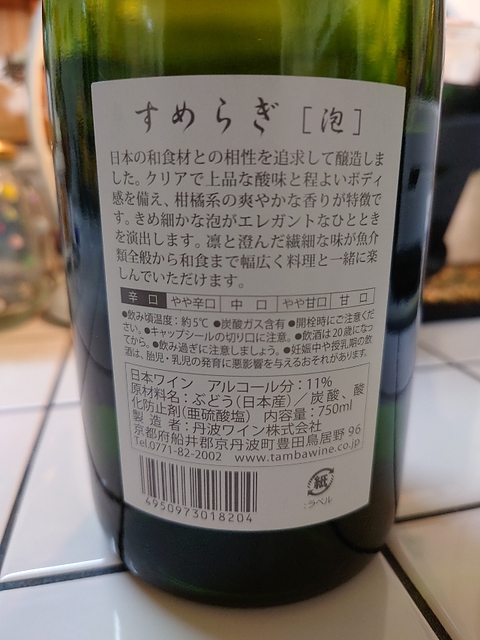 すめらぎ［泡］
日本の和食材との相性を追求して醸造しま
した。クリアで上品な酸味と程よいボディ
感を備え、柑橘系の爽やかな香りが特徴で
す。きめ細かな泡がエレガントなひととき
を演出します。凛と澄んだ繊細な味が魚介
類全般から和食まで幅広く料理と一緒に楽
しんでいただけます。
辛 口 やや辛口 中 口 やや甘口 甘 口
●飲み頃温度：約5℃ ●炭酸ガス含有 ●開栓時にご注意くだ
さい。●キャップシールの切り口に注意。●飲酒は20歳になっ
てから。●飲み過ぎに注意しましょう。●妊娠中や授乳期の飲
酒は、胎児・乳児の発育に悪影響を与えるおそれがあります。
日本ワイン アルコール分：11%
原材料名：ぶどう（日本産）／炭酸、酸
化防止剤（亜硫酸塩） 内容量：750ml
製 造 者：丹波ワイン株式会社
京都府船井郡京丹波町豊田鳥居野 96
Tel.0771-82-2002 www.tambawine.co.jp
4950973018204
紙
：ラベル